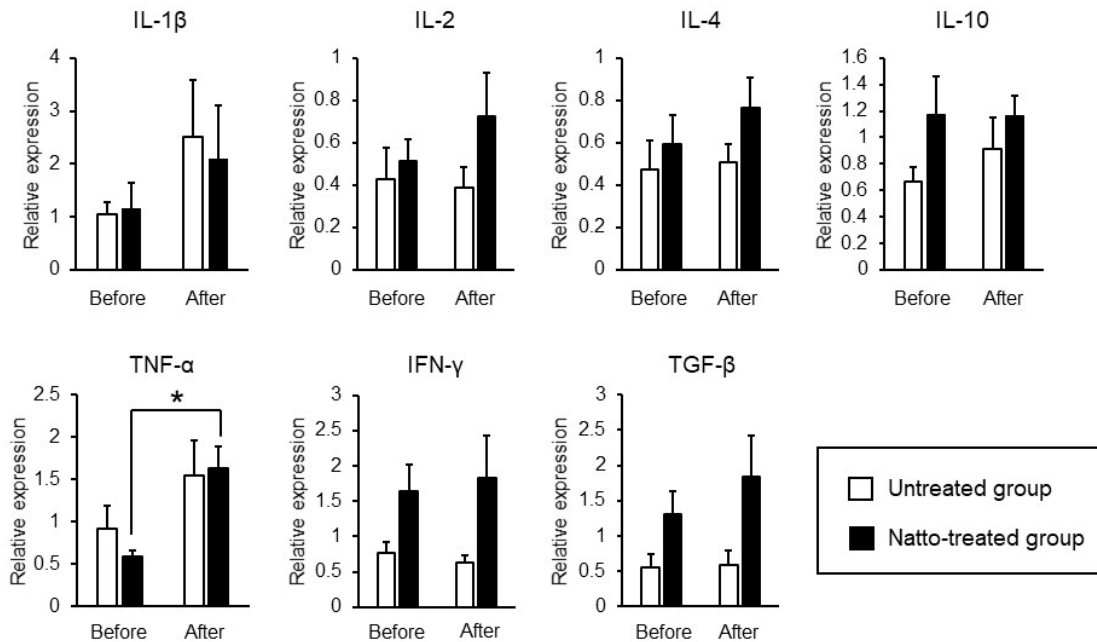 IL-1β
Relative expression
4
3
2
1
0
Before After
IL-2
Relative expression
1
0.8
0.6
0.4
0.2
0
Before After
IL-4
Relative expression
1
0.8
0.6
0.4
0.2
0
Before After
IL-10
Relative expression
1.6
1.4
1.2
1
0.8
0.6
0.4
0.2
0
Before After
TNF-α
Relative expression
2.5
2
1.5
1
0.5
0
*
Before After
IFN-γ
Relative expression
3
2.5
2
1.5
1
0.5
0
Before After
TGF-β
Relative expression
3
2.5
2
1.5
1
0.5
0
Before After
Untreated group
Natto-treated group